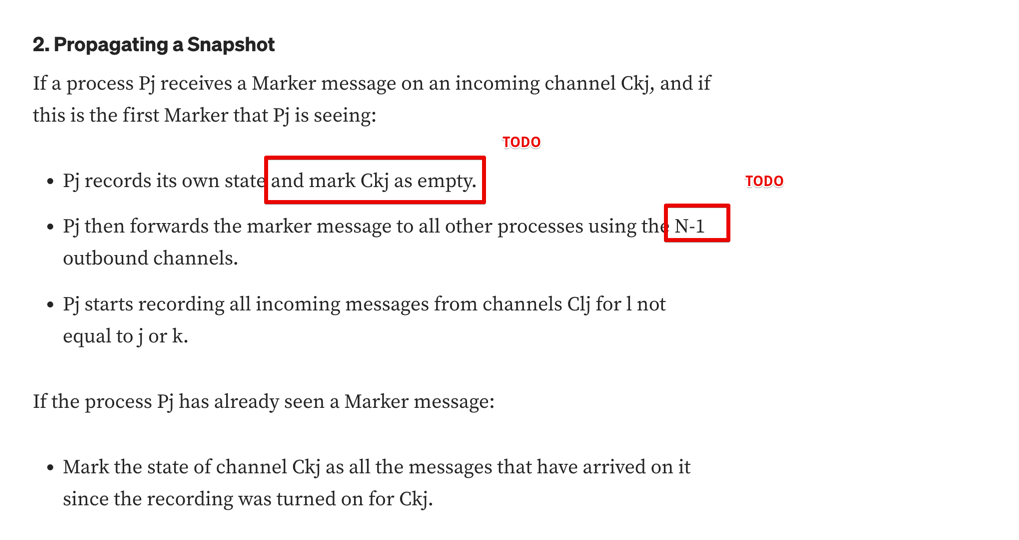 2. Propagating a Snapshot
If a process Pj receives a Marker message on an incoming channel Ckj, and if
this is the first Marker that Pj is seeing:
TODO
• Pj records its own state and mark Ckj as empty.
TODO
• Pj then forwards the marker message to all other processes using the N-1
outbound channels.
• Pj starts recording all incoming messages from channels Clj for l not
equal to j or k.
If the process Pj has already seen a Marker message:
• Mark the state of channel Ckj as all the messages that have arrived on it
since the recording was turned on for Ckj.